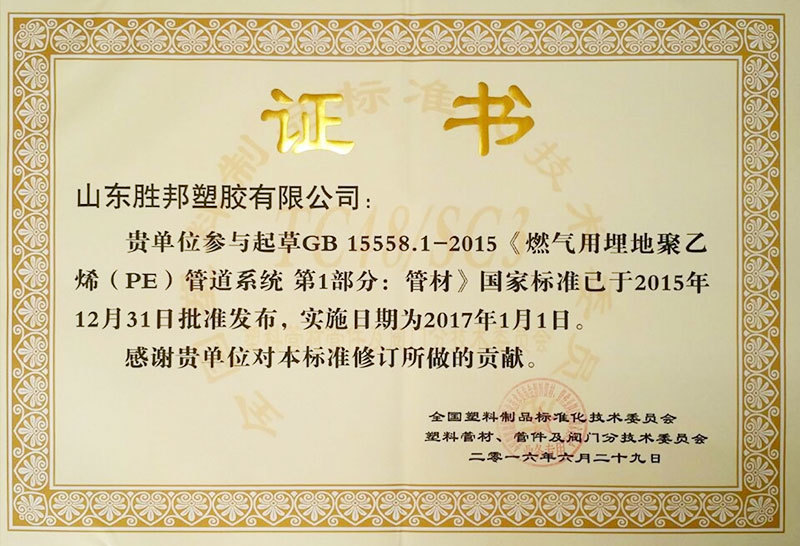 证 书
山东胜邦塑胶有限公司：
贵单位参与起草GB 15558.1-2015《燃气用埋地聚乙
烯（PE）管道系统 第1部分：管材》国家标准已于2015年
12月31日批准发布，实施日期为2017年1月1日。
感谢贵单位对本标准修订所做的贡献。
全国塑料制品标准化技术委员会
塑料管材、管件及阀门分技术委员会
二零一六年六月二十九日
TC48/SC3